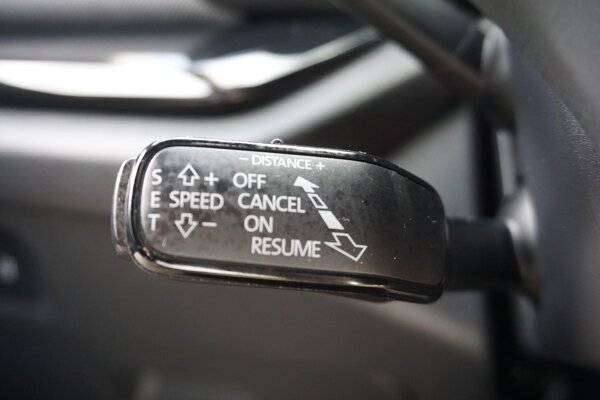 - DISTANCE +
S + OFF
E SPEED CANCEL
T - ON
RESUME